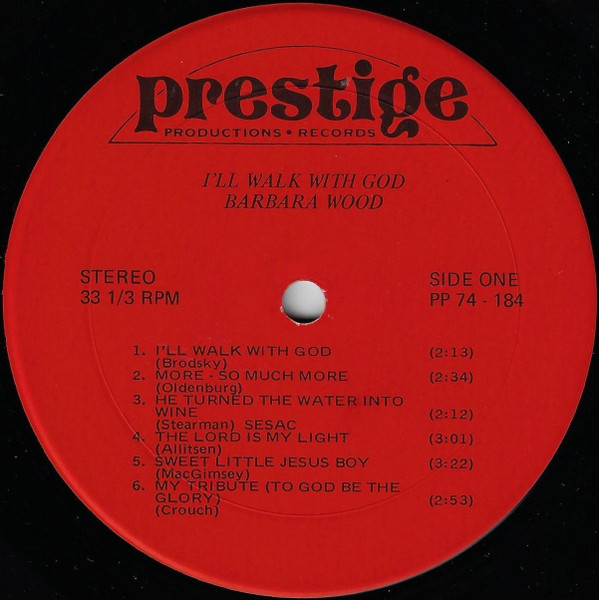 prestige
PRODUCTIONS • RECORDS
I'LL WALK WITH GOD
BARBARA WOOD
STEREO
33 1/3 RPM
SIDE ONE
PP 74 - 184
1. I'LL WALK WITH GOD (2:13)
(Brodsky)
2. MORE - SO MUCH MORE (2:34)
(Oldenburg)
3. HE TURNED THE WATER INTO
WINE (2:12)
(Stearman) SESAC
4. THE LORD IS MY LIGHT (3:01)
(Allitsen)
5. SWEET LITTLE JESUS BOY (3:22)
(MacGimsey)
6. MY TRIBUTE (TO GOD BE THE
GLORY) (2:53)
(Crouch)